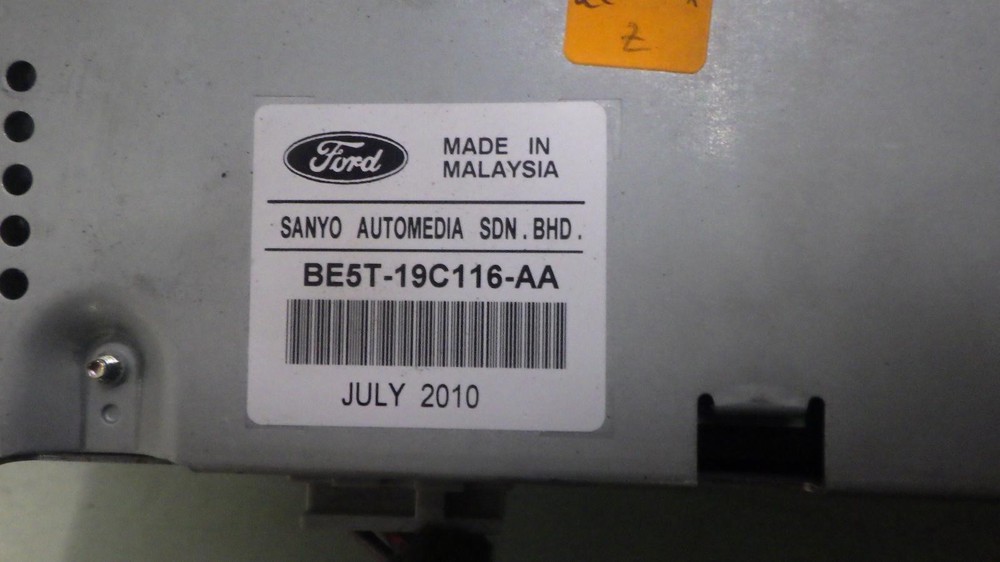 Z
Ford
MADE IN
MALAYSIA
SANYO AUTOMEDIA SDN.BHD.
BE5T-19C116-AA
JULY 2010